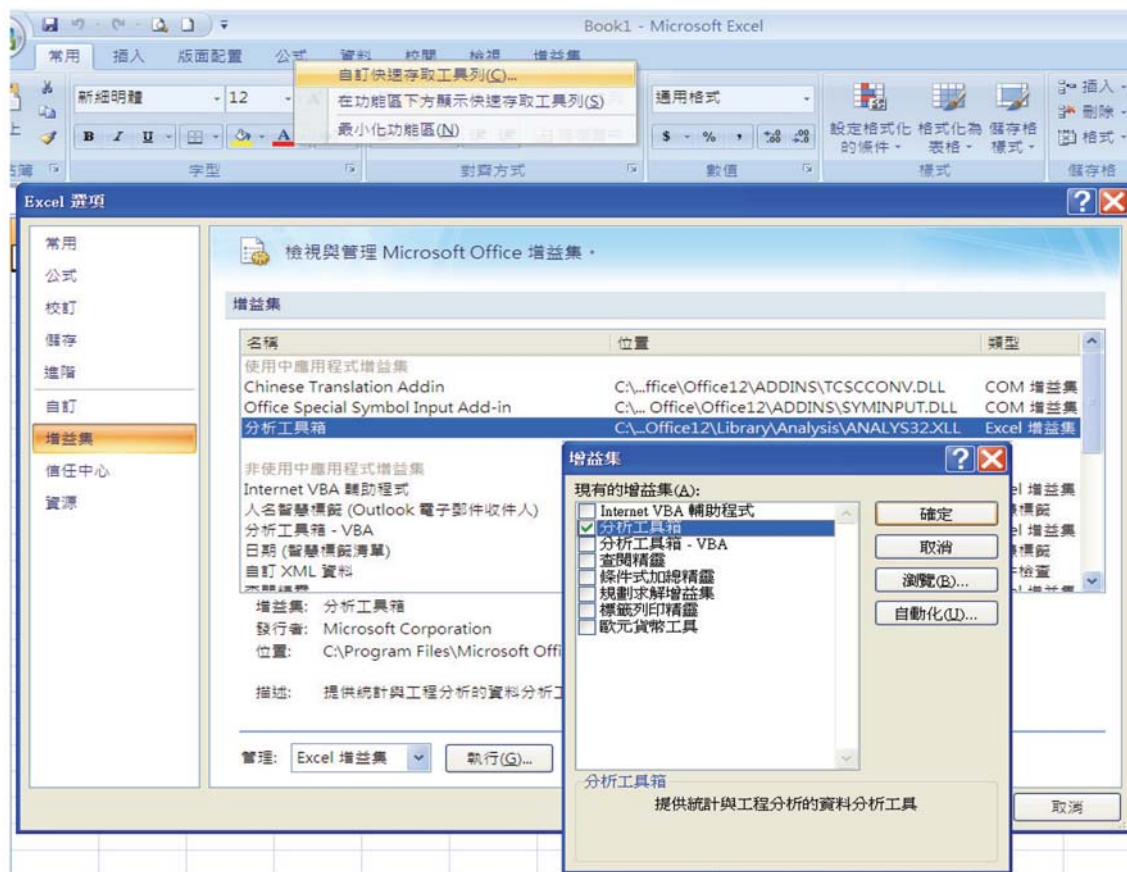 Book1 - Microsoft Excel
常用 插入 版面配置 公式 資料 校閱 檢視 增益集
自訂快速存取工具列(C)...
在功能區下方顯示快速存取工具列(S)
最小化功能區(N)
新細明體 12
B I U A
通用格式
$ % ,
設定格式化的條件 格式化為表格 儲存格樣式
插入
刪除
格式
字型 對齊方式 數值 樣式 儲存格
Excel 選項
常用
公式
校訂
儲存
進階
自訂
增益集
信任中心
資源
檢視與管理 Microsoft Office 增益集。
增益集
名稱 位置 類型
使用中應用程式增益集
Chinese Translation Addin C:\...ffice\Office12\ADDINS\TCSCCONV.DLL COM 增益集
Office Special Symbol Input Add-in C:\... Office\Office12\ADDINS\SYMINPUT.DLL COM 增益集
分析工具箱 C:\...Office12\Library\Analysis\ANALYS32.XLL Excel 增益集
非使用中應用程式增益集
Internet VBA 輔助程式
人名智慧標籤 (Outlook 電子郵件收件人)
分析工具箱 - VBA
日期 (智慧標籤清單)
自訂 XML 資料
增益集: 分析工具箱
發行者: Microsoft Corporation
位置: C:\Program Files\Microsoft Offi
描述: 提供統計與工程分析的資料分析工
管理: Excel 增益集 執行(G)...
取消
增益集
現有的增益集(A):
Internet VBA 輔助程式
分析工具箱
分析工具箱 - VBA
查閱精靈
條件式加總精靈
規劃求解增益集
標籤列印精靈
歐元貨幣工具
確定
取消
瀏覽(B)...
自動化(U)...
分析工具箱
提供統計與工程分析的資料分析工具